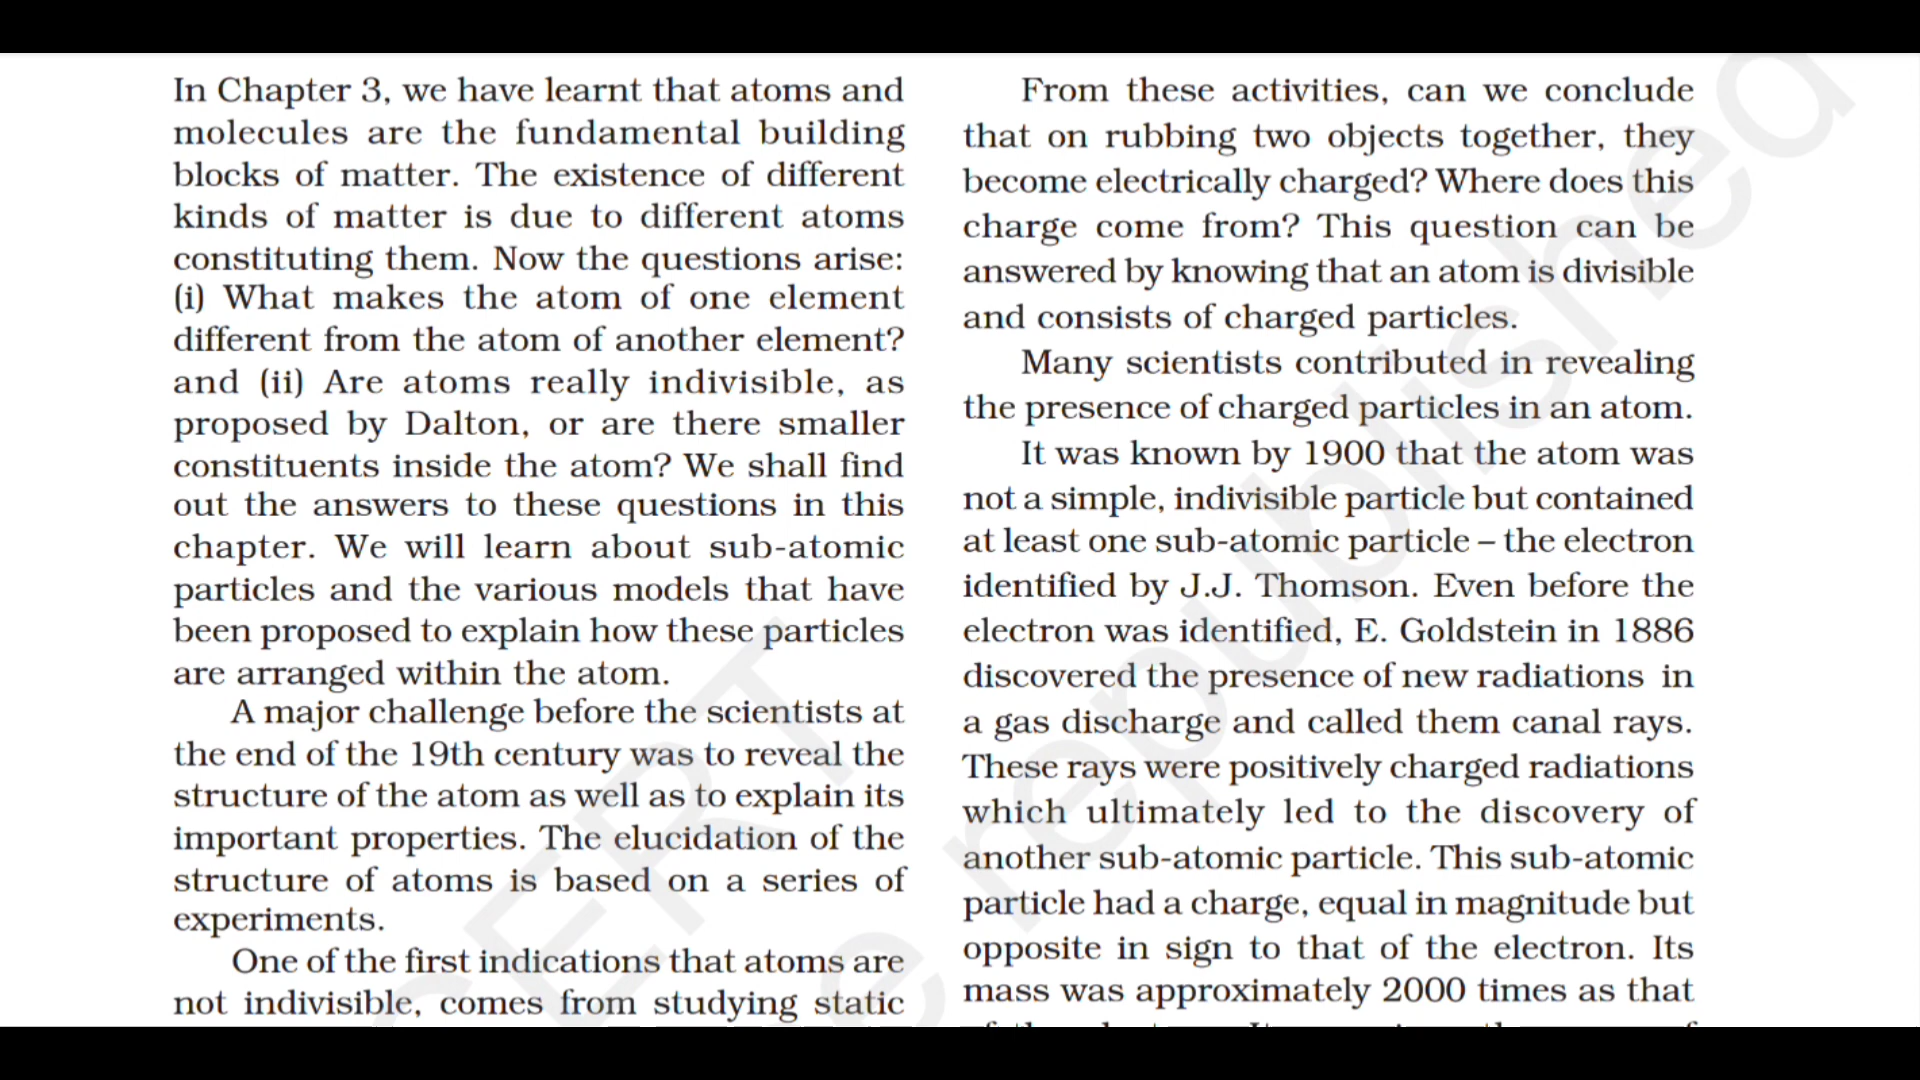 In Chapter 3, we have learnt that atoms and
molecules are the fundamental building
blocks of matter. The existence of different
kinds of matter is due to different atoms
constituting them. Now the questions arise:
(i) What makes the atom of one element
different from the atom of another element?
and (ii) Are atoms really indivisible, as
proposed by Dalton, or are there smaller
constituents inside the atom? We shall find
out the answers to these questions in this
chapter. We will learn about sub-atomic
particles and the various models that have
been proposed to explain how these particles
are arranged within the atom.
A major challenge before the scientists at
the end of the 19th century was to reveal the
structure of the atom as well as to explain its
important properties. The elucidation of the
structure of atoms is based on a series of
experiments.
One of the first indications that atoms are
not indivisible, comes from studying static
From these activities, can we conclude
that on rubbing two objects together, they
become electrically charged? Where does this
charge come from? This question can be
answered by knowing that an atom is divisible
and consists of charged particles.
Many scientists contributed in revealing
the presence of charged particles in an atom.
It was known by 1900 that the atom was
not a simple, indivisible particle but contained
at least one sub-atomic particle – the electron
identified by J.J. Thomson. Even before the
electron was identified, E. Goldstein in 1886
discovered the presence of new radiations in
a gas discharge and called them canal rays.
These rays were positively charged radiations
which ultimately led to the discovery of
another sub-atomic particle. This sub-atomic
particle had a charge, equal in magnitude but
opposite in sign to that of the electron. Its
mass was approximately 2000 times as that
republished